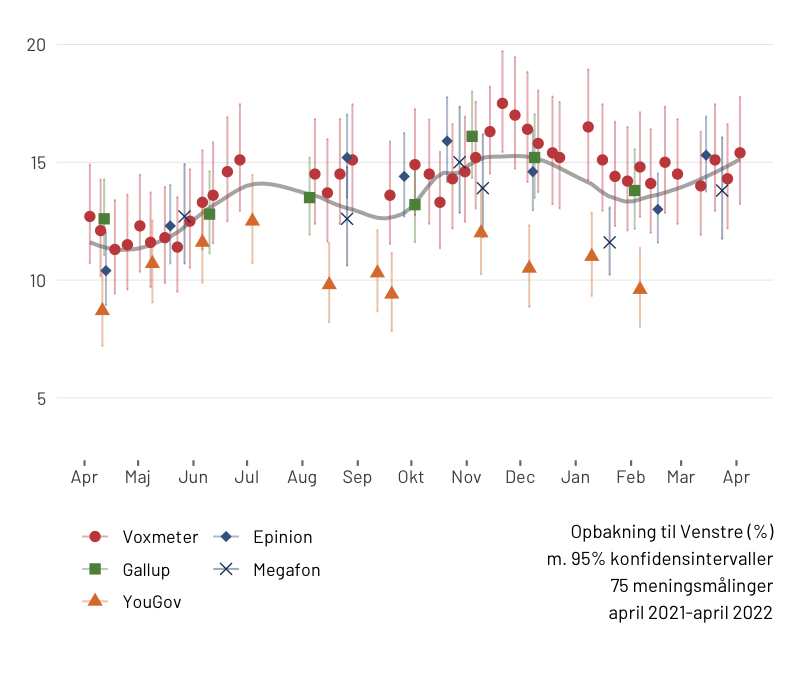 20
15
10
5
Apr Maj Jun Jul Aug Sep Okt Nov Dec Jan Feb Mar Apr
Voxmeter Epinion
Gallup Megafon
YouGov
Opbakning til Venstre (%)
m. 95% konfidensintervaller
75 meningsmålinger
april 2021-april 2022